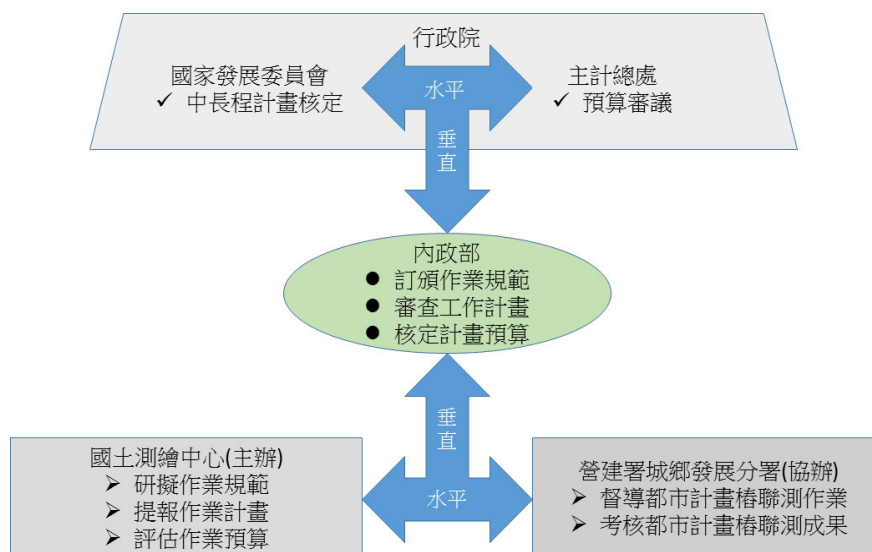 行政院
國家發展委員會
✓ 中長程計畫核定
水平
主計總處
✓ 預算審議
垂直
內政部
● 訂頒作業規範
● 審查工作計畫
● 核定計畫預算
垂直
國土測繪中心(主辦)
➢ 研擬作業規範
➢ 提報作業計畫
➢ 評估作業預算
水平
營建署城鄉發展分署(協辦)
➢ 督導都市計畫樁聯測作業
➢ 考核都市計畫樁聯測成果